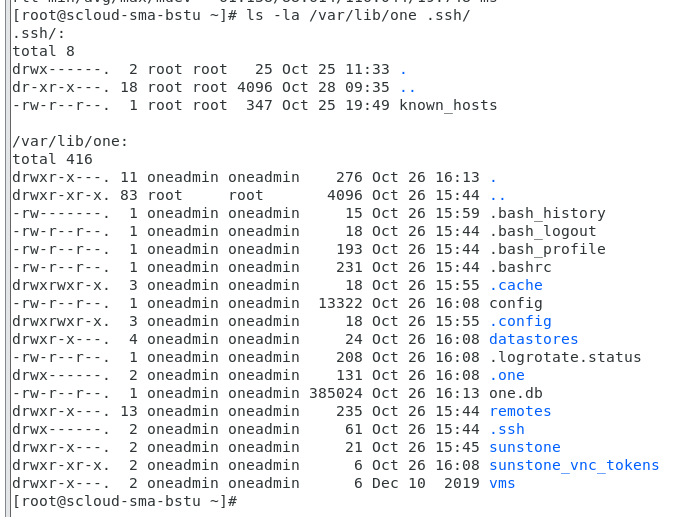 [root@scloud-sma-bstu ~]# ls -la /var/lib/one .ssh/
.ssh/:
total 8
drwx------.  2 root root   25 Oct 25 11:33 .
dr-xr-x---. 18 root root 4096 Oct 28 09:35 ..
-rw-r--r--.  1 root root  347 Oct 25 19:49 known_hosts

/var/lib/one:
total 416
drwxr-x---. 11 oneadmin oneadmin    276 Oct 26 16:13 .
drwxr-xr-x. 83 root     root       4096 Oct 26 15:44 ..
-rw-------.  1 oneadmin oneadmin     15 Oct 26 15:59 .bash_history
-rw-r--r--.  1 oneadmin oneadmin     18 Oct 26 15:44 .bash_logout
-rw-r--r--.  1 oneadmin oneadmin    193 Oct 26 15:44 .bash_profile
-rw-r--r--.  1 oneadmin oneadmin    231 Oct 26 15:44 .bashrc
drwxrwxr-x.  3 oneadmin oneadmin     18 Oct 26 15:55 .cache
-rw-r--r--.  1 oneadmin oneadmin  13322 Oct 26 16:08 config
drwxrwxr-x.  3 oneadmin oneadmin     18 Oct 26 15:55 .config
drwxr-x---.  4 oneadmin oneadmin     24 Oct 26 16:08 datastores
-rw-r--r--.  1 oneadmin oneadmin    208 Oct 26 16:08 .logrotate.status
drwx------.  2 oneadmin oneadmin    131 Oct 26 16:08 .one
-rw-r--r--.  1 oneadmin oneadmin 385024 Oct 26 16:13 one.db
drwxr-x---. 13 oneadmin oneadmin    235 Oct 26 15:44 remotes
drwx------.  2 oneadmin oneadmin     61 Oct 26 15:44 .ssh
drwxr-x---.  2 oneadmin oneadmin     21 Oct 26 15:45 sunstone
drwxr-xr-x.  2 oneadmin oneadmin      6 Oct 26 16:08 sunstone_vnc_tokens
drwxr-x---.  2 oneadmin oneadmin      6 Dec 10  2019 vms
[root@scloud-sma-bstu ~]#